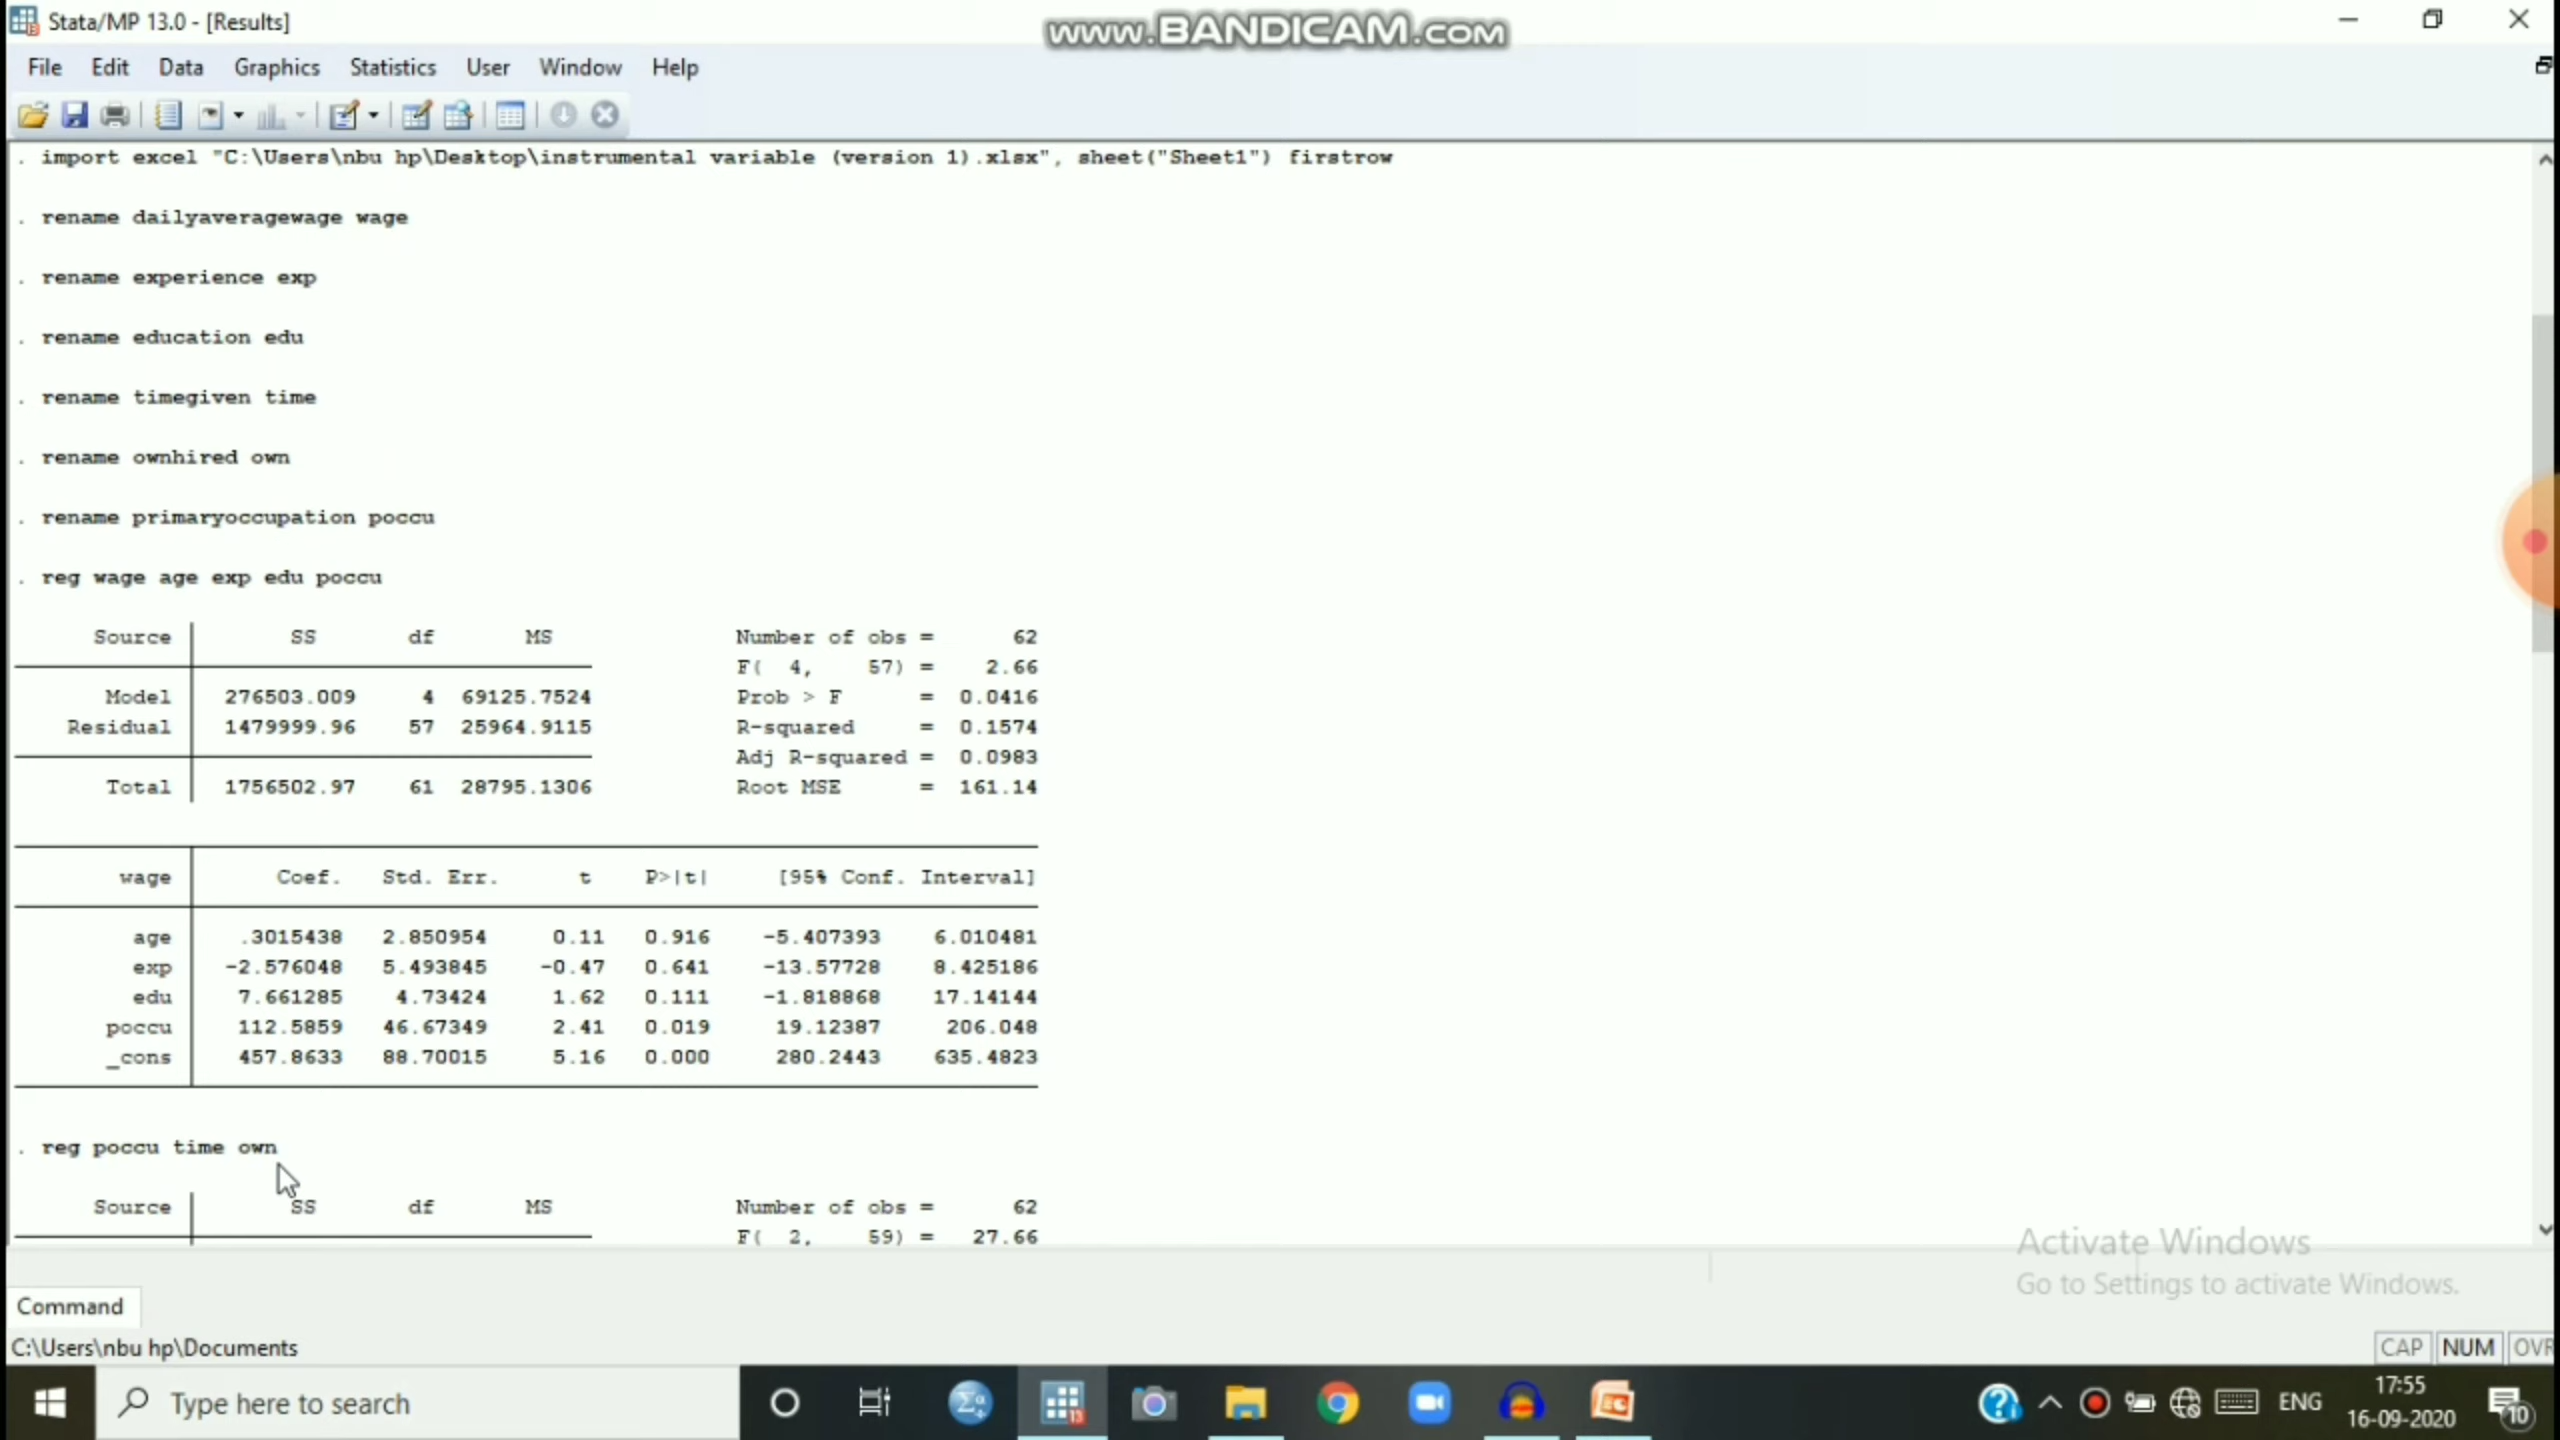 Stata/MP 13.0 - [Results]
www.BANDICAM.com
File Edit Data Graphics Statistics User Window Help
. import excel "C:\Users\nbu hp\Desktop\instrumental variable (version 1).xlsx", sheet("Sheet1") firstrow
. rename dailyaveragewage wage
. rename experience exp
. rename education edu
. rename timegiven time
. rename ownhired own
. rename primaryoccupation poccu
. reg wage age exp edu poccu
Source SS df MS Number of obs = 62
F( 4, 57) = 2.66
Model 276503.009 4 69125.7524 Prob > F = 0.0416
Residual 1479999.96 57 25964.9115 R-squared = 0.1574
Adj R-squared = 0.0983
Total 1756502.97 61 28795.1306 Root MSE = 161.14
wage Coef. Std. Err. t P>|t| [95% Conf. Interval]
age .3015438 2.850954 0.11 0.916 -5.407393 6.010481
exp -2.576048 5.493845 -0.47 0.641 -13.57728 8.425186
edu 7.661285 4.73424 1.62 0.111 -1.818868 17.14144
poccu 112.5859 46.67349 2.41 0.019 19.12387 206.048
_cons 457.8633 88.70015 5.16 0.000 280.2443 635.4823
. reg poccu time own
Source SS df MS Number of obs = 62
F( 2, 59) = 27.66
Activate Windows
Go to Settings to activate Windows.
Command
C:\Users\nbu hp\Documents
CAP NUM OVR
Type here to search
13
EC
ENG
17:55
16-09-2020
10